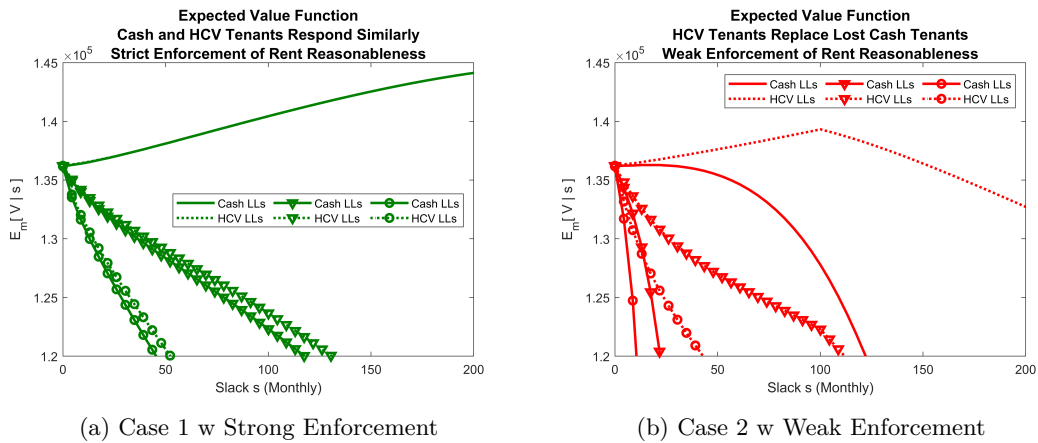 Expected Value Function
Cash and HCV Tenants Respond Similarly
Strict Enforcement of Rent Reasonableness
×10⁵
1.45
1.4
1.35
1.3
1.25
1.2
E_m[ V | s ]
0
50
100
150
200
Slack s (Monthly)
Cash LLs
Cash LLs
Cash LLs
HCV LLs
HCV LLs
HCV LLs
(a) Case 1 w Strong Enforcement
Expected Value Function
HCV Tenants Replace Lost Cash Tenants
Weak Enforcement of Rent Reasonableness
×10⁵
1.45
1.4
1.35
1.3
1.25
1.2
E_m[ V | s ]
0
50
100
150
200
Slack s (Monthly)
Cash LLs
Cash LLs
Cash LLs
HCV LLs
HCV LLs
HCV LLs
(b) Case 2 w Weak Enforcement